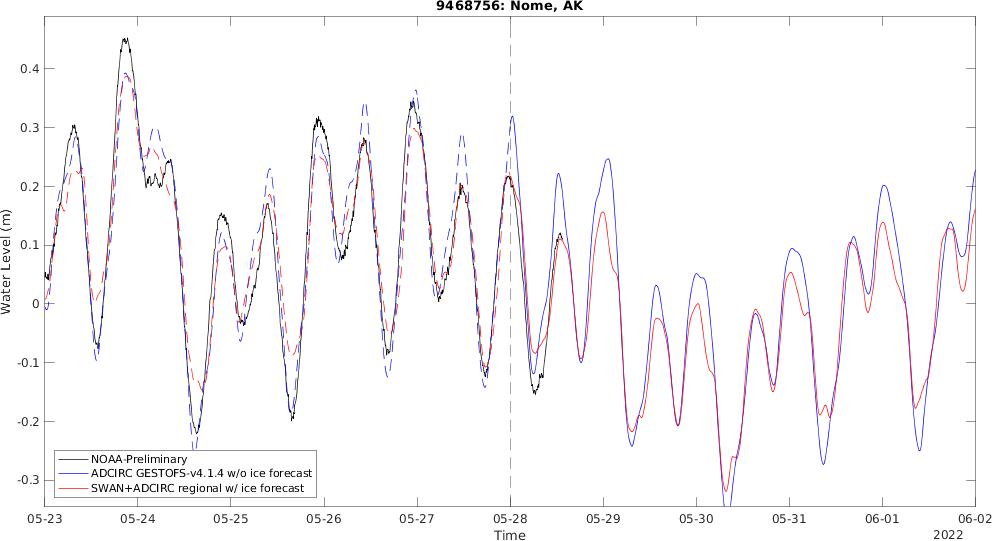 9468756: Nome, AK
Water Level (m)
0.4
0.3
0.2
0.1
0
-0.1
-0.2
-0.3
NOAA-Preliminary
ADCIRC GESTOFS-v4.1.4 w/o ice forecast
SWAN+ADCIRC regional w/ ice forecast
05-23 05-24 05-25 05-26 05-27 05-28 05-29 05-30 05-31 06-01 06-02
Time
2022